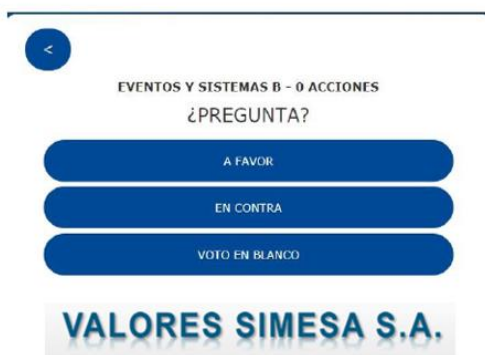 <
EVENTOS Y SISTEMAS B - 0 ACCIONES
¿PREGUNTA?
A FAVOR
EN CONTRA
VOTO EN BLANCO
VALORES SIMESA S.A.